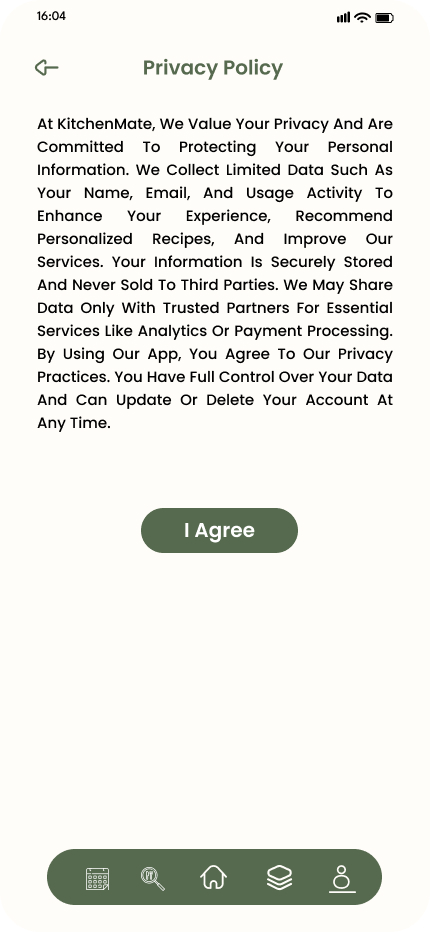 16:04
Privacy Policy
At KitchenMate, We Value Your Privacy And Are
Committed To Protecting Your Personal
Information. We Collect Limited Data Such As
Your Name, Email, And Usage Activity To
Enhance Your Experience, Recommend
Personalized Recipes, And Improve Our
Services. Your Information Is Securely Stored
And Never Sold To Third Parties. We May Share
Data Only With Trusted Partners For Essential
Services Like Analytics Or Payment Processing.
By Using Our App, You Agree To Our Privacy
Practices. You Have Full Control Over Your Data
And Can Update Or Delete Your Account At
Any Time.
I Agree